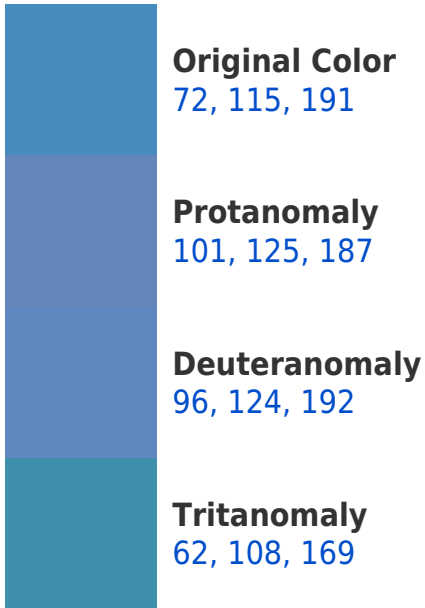 Original Color
72, 115, 191
Protanomaly
101, 125, 187
Deuteranomaly
96, 124, 192
Tritanomaly
62, 108, 169